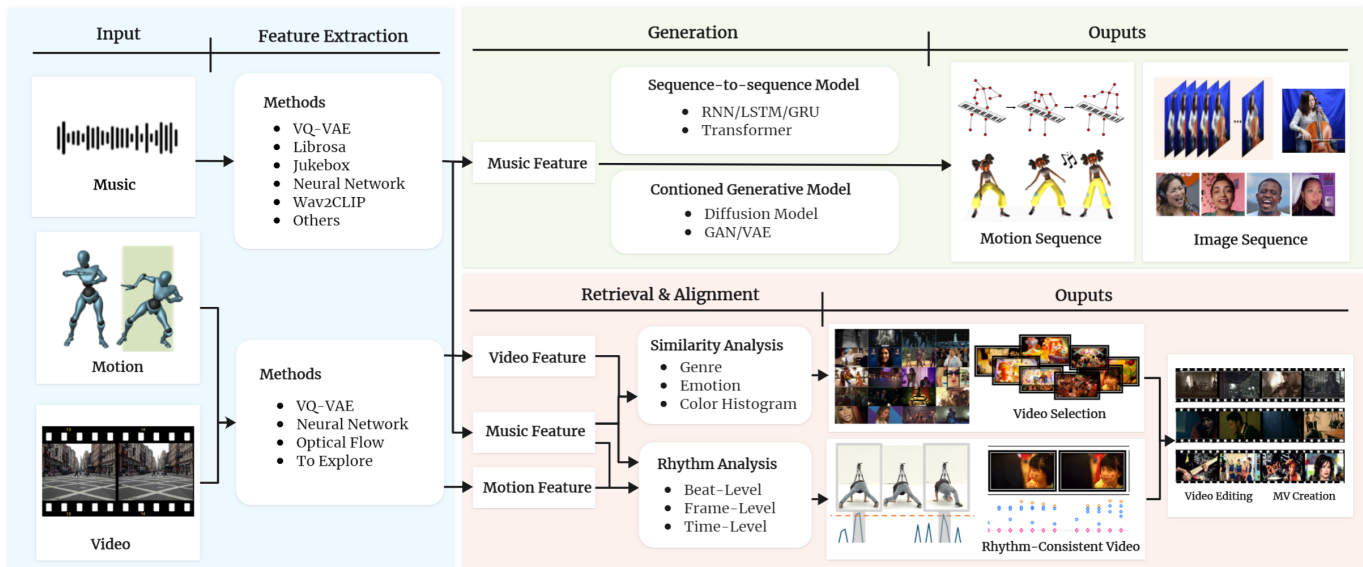 Input
Feature Extraction
Music
Motion
Video
Methods
● VQ-VAE
● Librosa
● Jukebox
● Neural Network
● Wav2CLIP
● Others
Methods
● VQ-VAE
● Neural Network
● Optical Flow
● To Explore
Generation
Ouputs
Music Feature
Sequence-to-sequence Model
● RNN/LSTM/GRU
● Transformer
Contioned Generative Model
● Diffusion Model
● GAN/VAE
Motion Sequence
Image Sequence
Retrieval & Alignment
Ouputs
Video Feature
Music Feature
Motion Feature
Similarity Analysis
● Genre
● Emotion
● Color Histogram
Rhythm Analysis
● Beat-Level
● Frame-Level
● Time-Level
Video Selection
Rhythm-Consistent Video
Video Editing
MV Creation